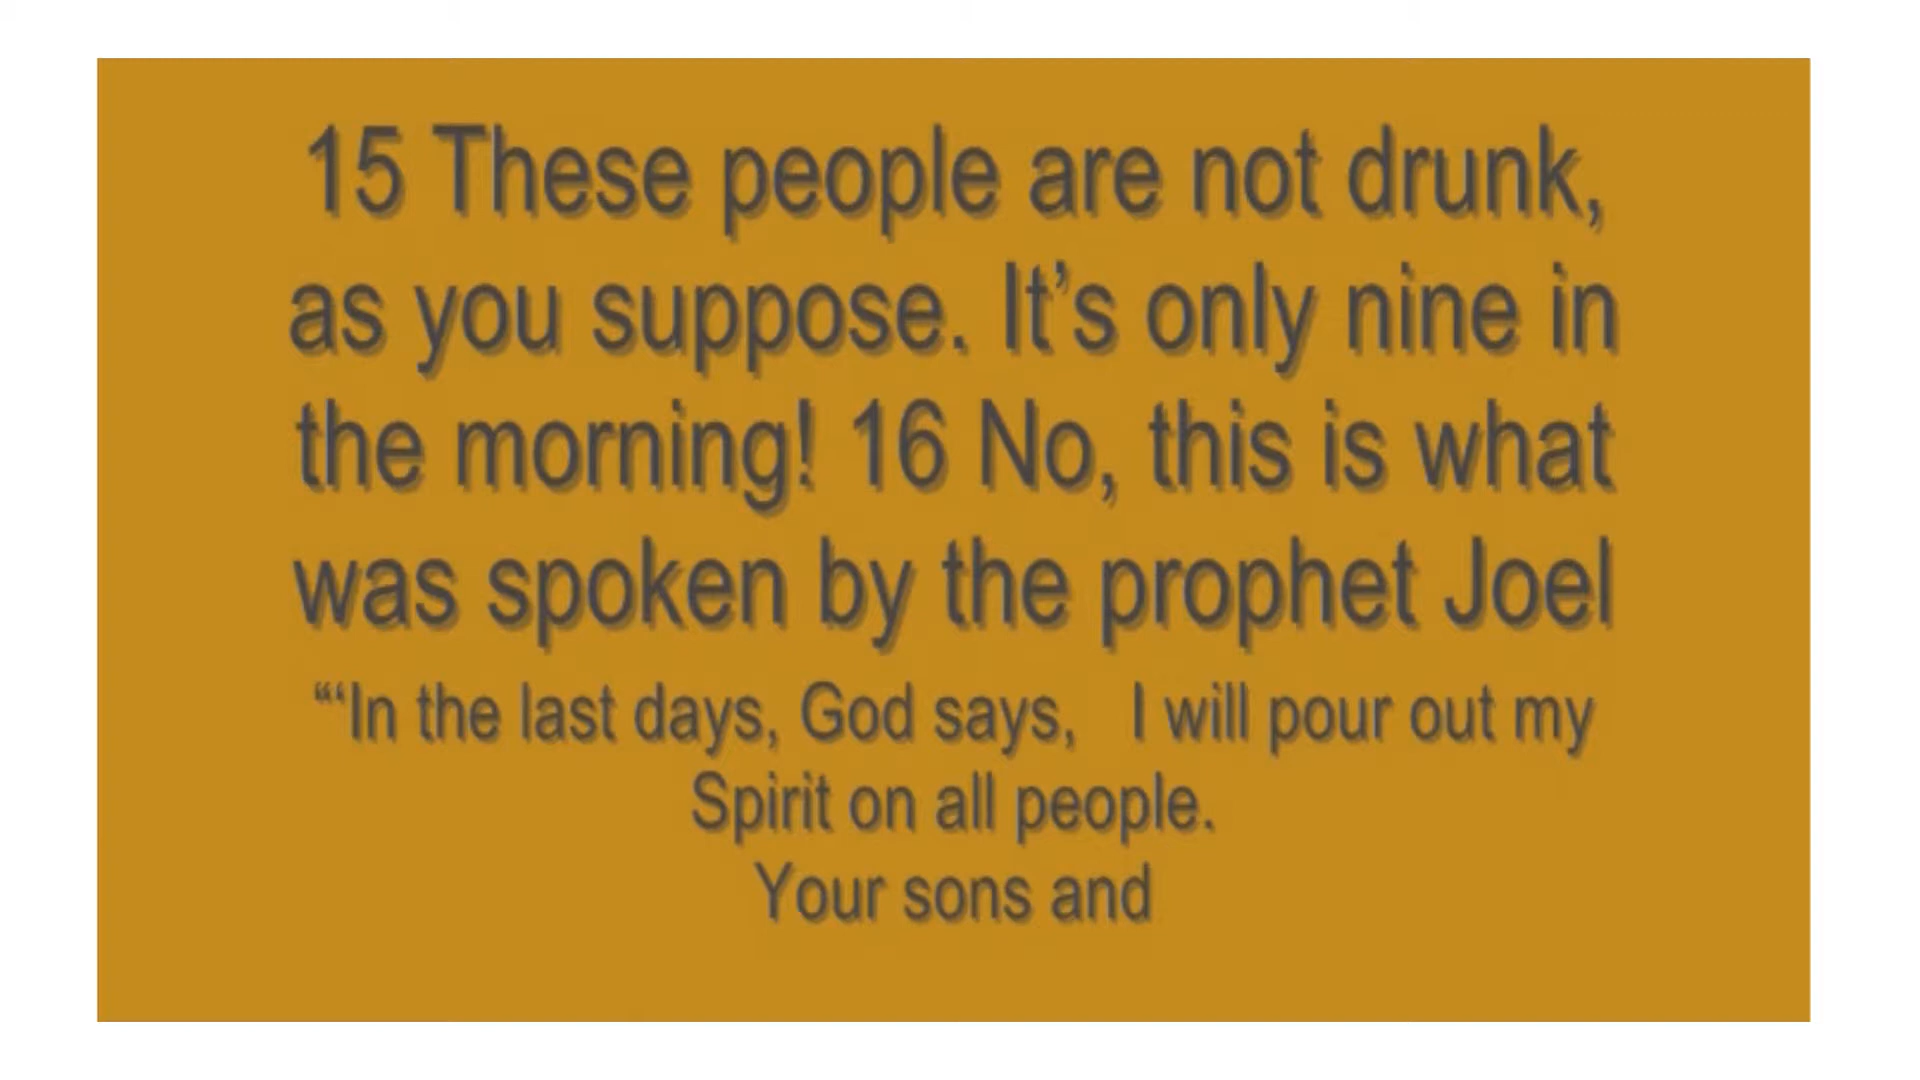 15 These people are not drunk,
as you suppose. It’s only nine in
the morning! 16 No, this is what
was spoken by the prophet Joel
“‘In the last days, God says,   I will pour out my
Spirit on all people.
Your sons and